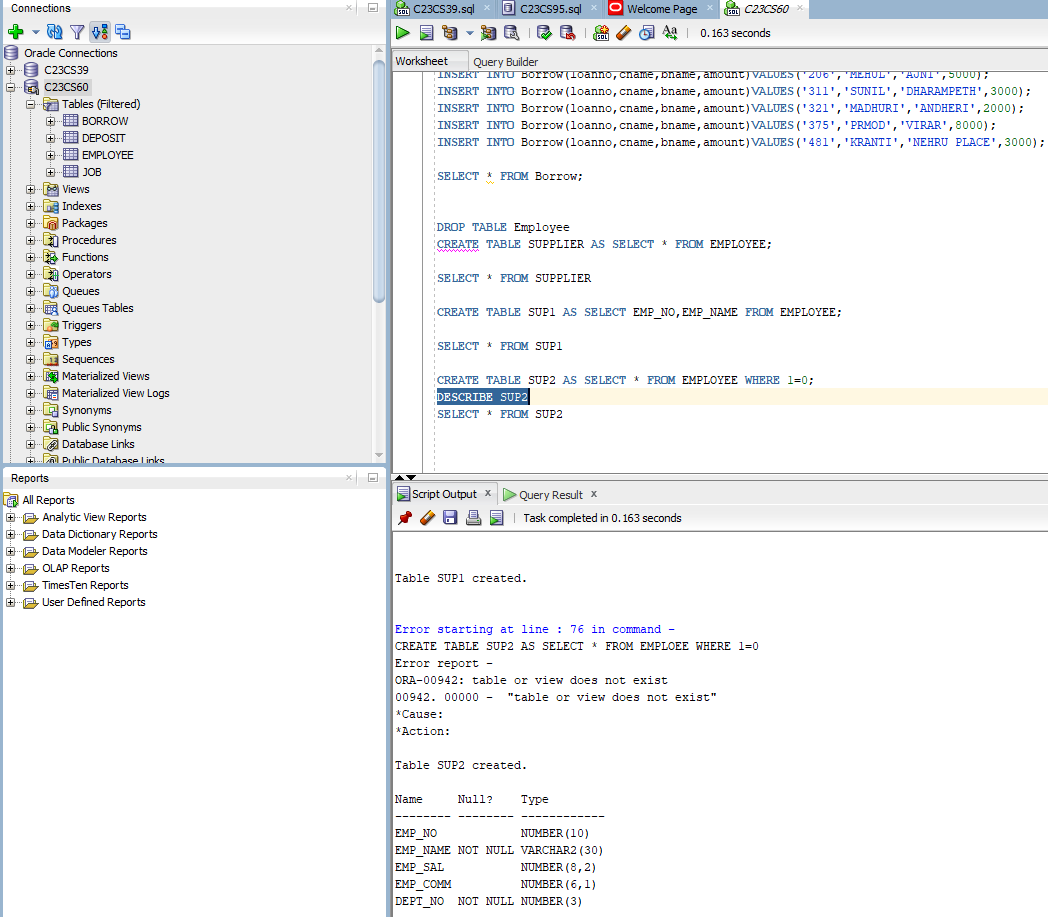 Connections
Oracle Connections
C23CS39
C23CS60
Tables (Filtered)
BORROW
DEPOSIT
EMPLOYEE
JOB
Views
Indexes
Packages
Procedures
Functions
Operators
Queues
Queues Tables
Triggers
Types
Sequences
Materialized Views
Materialized View Logs
Synonyms
Public Synonyms
Database Links
Public Database Links
Reports
All Reports
Analytic View Reports
Data Dictionary Reports
Data Modeler Reports
OLAP Reports
TimesTen Reports
User Defined Reports
C23CS39.sql C23CS95.sql Welcome Page C23CS60
0.163 seconds
Worksheet Query Builder
INSERT INTO Borrow(loanno,cname,bname,amount)VALUES('206','MEHUL','AJNI',5000);
INSERT INTO Borrow(loanno,cname,bname,amount)VALUES('311','SUNIL','DHARAMPETH',3000);
INSERT INTO Borrow(loanno,cname,bname,amount)VALUES('321','MADHURI','ANDHERI',2000);
INSERT INTO Borrow(loanno,cname,bname,amount)VALUES('375','PRMOD','VIRAR',8000);
INSERT INTO Borrow(loanno,cname,bname,amount)VALUES('481','KRANTI','NEHRU PLACE',3000);
SELECT * FROM Borrow;
DROP TABLE Employee
CREATE TABLE SUPPLIER AS SELECT * FROM EMPLOYEE;
SELECT * FROM SUPPLIER
CREATE TABLE SUP1 AS SELECT EMP_NO,EMP_NAME FROM EMPLOYEE;
SELECT * FROM SUP1
CREATE TABLE SUP2 AS SELECT * FROM EMPLOYEE WHERE 1=0;
DESCRIBE SUP2
SELECT * FROM SUP2
Script Output Query Result
Task completed in 0.163 seconds
Table SUP1 created.
Error starting at line : 76 in command -
CREATE TABLE SUP2 AS SELECT * FROM EMPLOEE WHERE 1=0
Error report -
ORA-00942: table or view does not exist
00942. 00000 - "table or view does not exist"
*Cause:
*Action:
Table SUP2 created.
Name Null? Type
-------- -------- ------------
EMP_NO NUMBER(10)
EMP_NAME NOT NULL VARCHAR2(30)
EMP_SAL NUMBER(8,2)
EMP_COMM NUMBER(6,1)
DEPT_NO NOT NULL NUMBER(3)